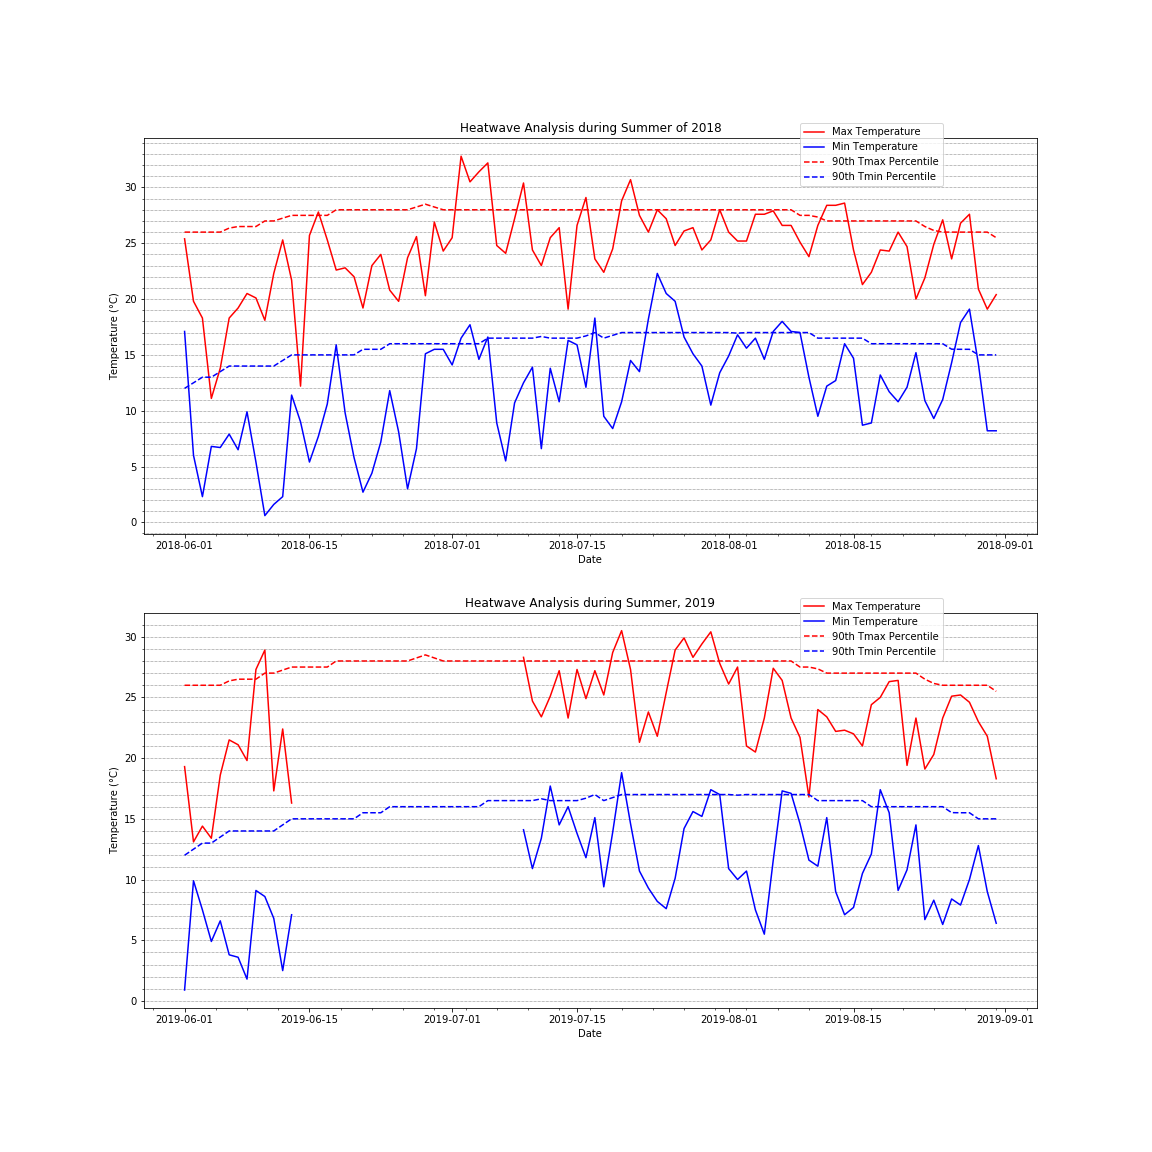 Heatwave Analysis during Summer of 2018
Max Temperature
Min Temperature
90th Tmax Percentile
90th Tmin Percentile
Temperature (°C)
30
25
20
15
10
5
0
2018-06-01 2018-06-15 2018-07-01 2018-07-15 2018-08-01 2018-08-15 2018-09-01
Date
Heatwave Analysis during Summer, 2019
Max Temperature
Min Temperature
90th Tmax Percentile
90th Tmin Percentile
Temperature (°C)
30
25
20
15
10
5
0
2019-06-01 2019-06-15 2019-07-01 2019-07-15 2019-08-01 2019-08-15 2019-09-01
Date